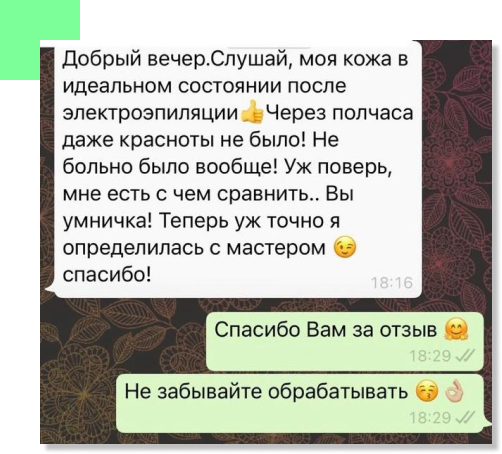 Добрый вечер.Слушай, моя кожа в
идеальном состоянии после
электроэпиляции👍Через полчаса
даже красноты не было! Не
больно было вообще! Уж поверь,
мне есть с чем сравнить.. Вы
умничка! Теперь уж точно я
определилась с мастером 😉
спасибо!
18:16
Спасибо Вам за отзыв 🤗
18:29
Не забывайте обрабатывать 😚👌🏼
18:29